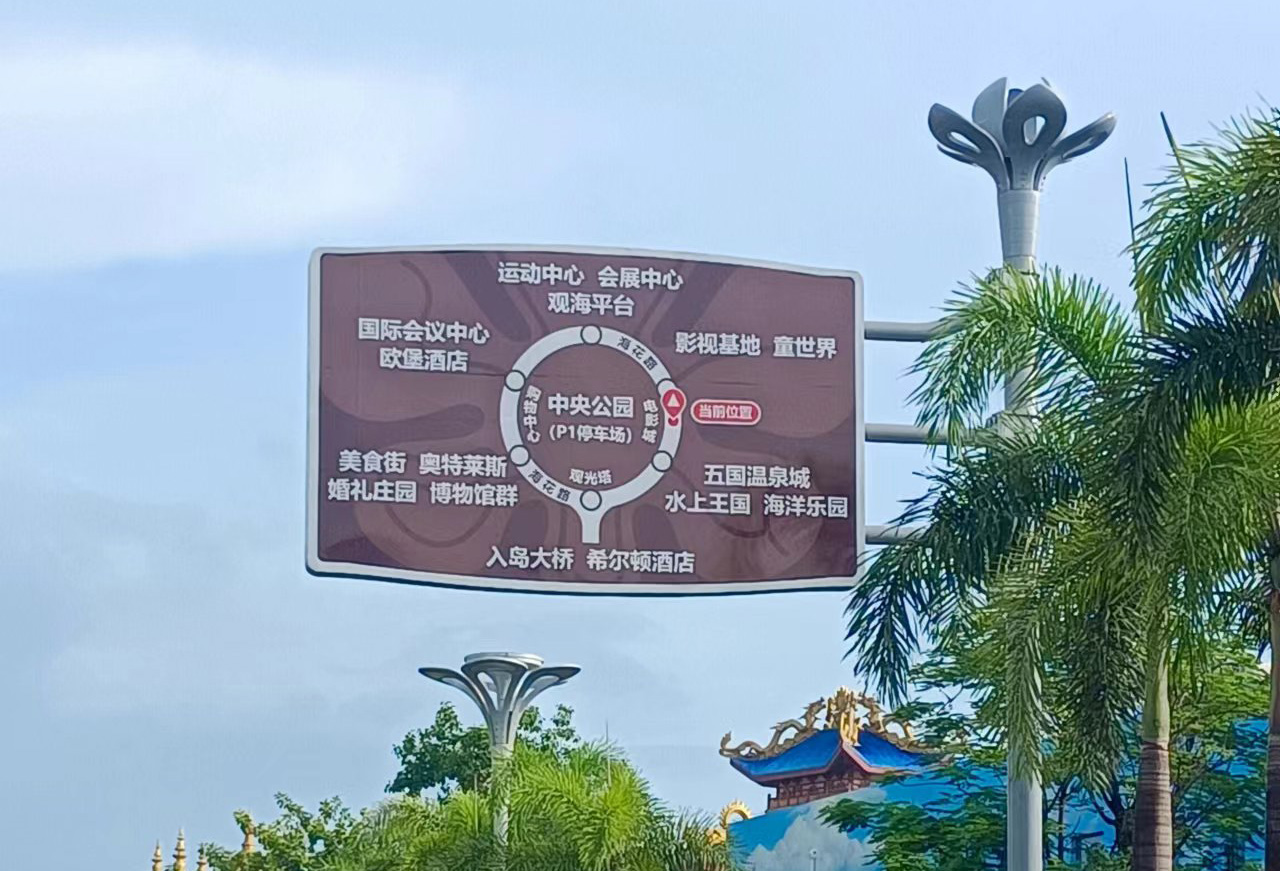 运动中心 会展中心
观海平台
国际会议中心
欧堡酒店
影视基地 童世界
海花路
购物中心
中央公园
(P1停车场)
电影城
当前位置
美食街 奥特莱斯
婚礼庄园 博物馆群
海花路
观光塔
五国温泉城
水上王国 海洋乐园
入岛大桥 希尔顿酒店